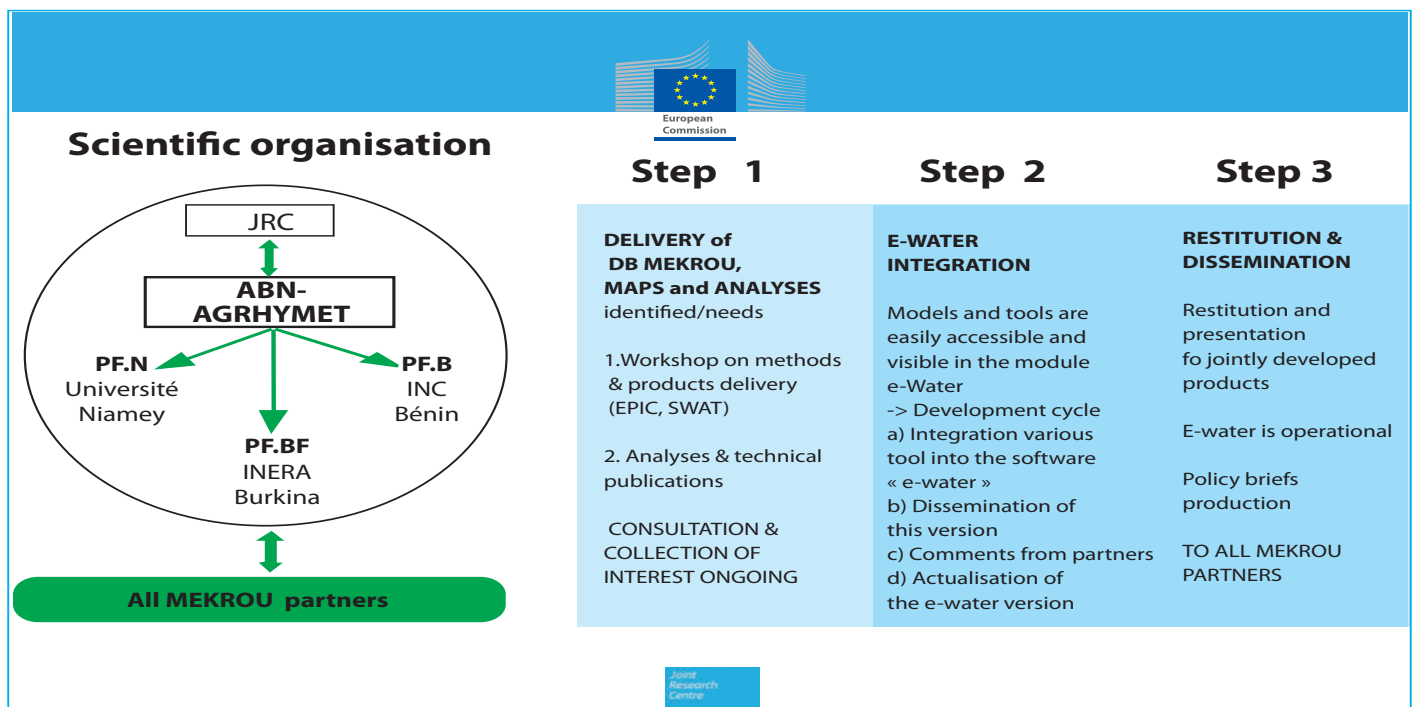 European
Commission
Scientific organisation
JRC
ABN-
AGRHYMET
PF.N
Université
Niamey
PF.B
INC
Bénin
PF.BF
INERA
Burkina
All MEKROU partners
Step 1
DELIVERY of
DB MEKROU,
MAPS and ANALYSES
identified/needs
1.Workshop on methods
& products delivery
(EPIC, SWAT)
2. Analyses & technical
publications
CONSULTATION &
COLLECTION OF
INTEREST ONGOING
Step 2
E-WATER
INTEGRATION
Models and tools are
easily accessible and
visible in the module
e-Water
-> Development cycle
a) Integration various
tool into the software
« e-water »
b) Dissemination of
this version
c) Comments from partners
d) Actualisation of
the e-water version
Step 3
RESTITUTION &
DISSEMINATION
Restitution and
presentation
fo jointly developed
products
E-water is operational
Policy briefs
production
TO ALL MEKROU
PARTNERS
Joint
Research
Centre